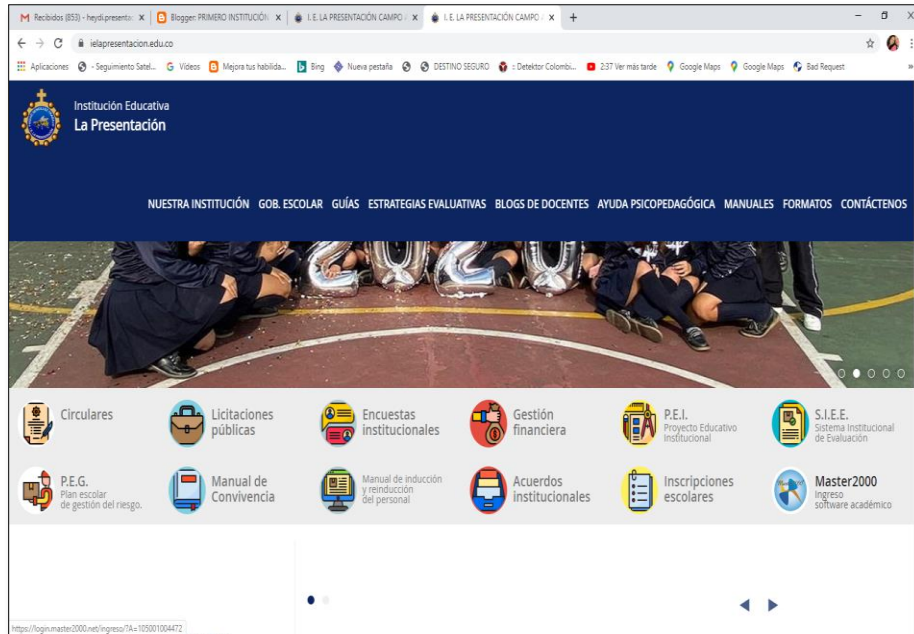 Recibidos (853) - heydi.presentac
Blogger: PRIMERO INSTITUCIÓN
I. E. LA PRESENTACIÓN CAMPO
I. E. LA PRESENTACIÓN CAMPO
ielapresentacion.edu.co
Aplicaciones
- Seguimiento Satel...
Videos
Mejora tus habilida...
Bing
Nueva pestaña
DESTINO SEGURO
:: Detektor Colombi...
2:37 Ver más tarde
Google Maps
Google Maps
Bad Request
»
Institución Educativa
La Presentación
NUESTRA INSTITUCIÓN GOB. ESCOLAR GUÍAS ESTRATEGIAS EVALUATIVAS BLOGS DE DOCENTES AYUDA PSICOPEDAGÓGICA MANUALES FORMATOS CONTÁCTENOS
2020
Circulares
Licitaciones
públicas
Encuestas
institucionales
Gestión
financiera
P.E.I.
Proyecto Educativo
Institucional
S.I.E.E.
Sistema Institucional
de Evaluación
P.E.G.
Plan escolar
de gestión del riesgo.
Manual de
Convivencia
Manual de inducción
y reinducción
del personal
Acuerdos
institucionales
Inscripciones
escolares
Master2000
Ingreso
software académico
https://login.master2000.net/ingreso/?A=105001004472